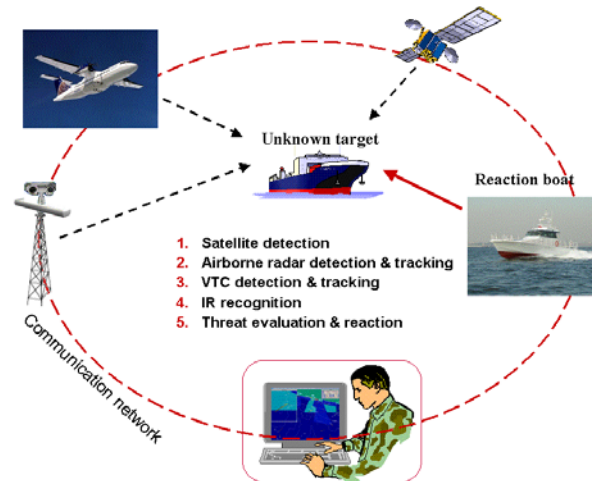 Unknown target
Reaction boat
1. Satellite detection
2. Airborne radar detection & tracking
3. VTC detection & tracking
4. IR recognition
5. Threat evaluation & reaction
Communication network